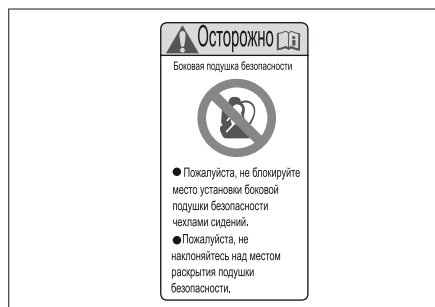 Осторожно
Боковая подушка безопасности
● Пожалуйста, не блокируйте
место установки боковой
подушки безопасности
чехлами сидений.
● Пожалуйста, не
наклоняйтесь над местом
раскрытия подушки
безопасности.